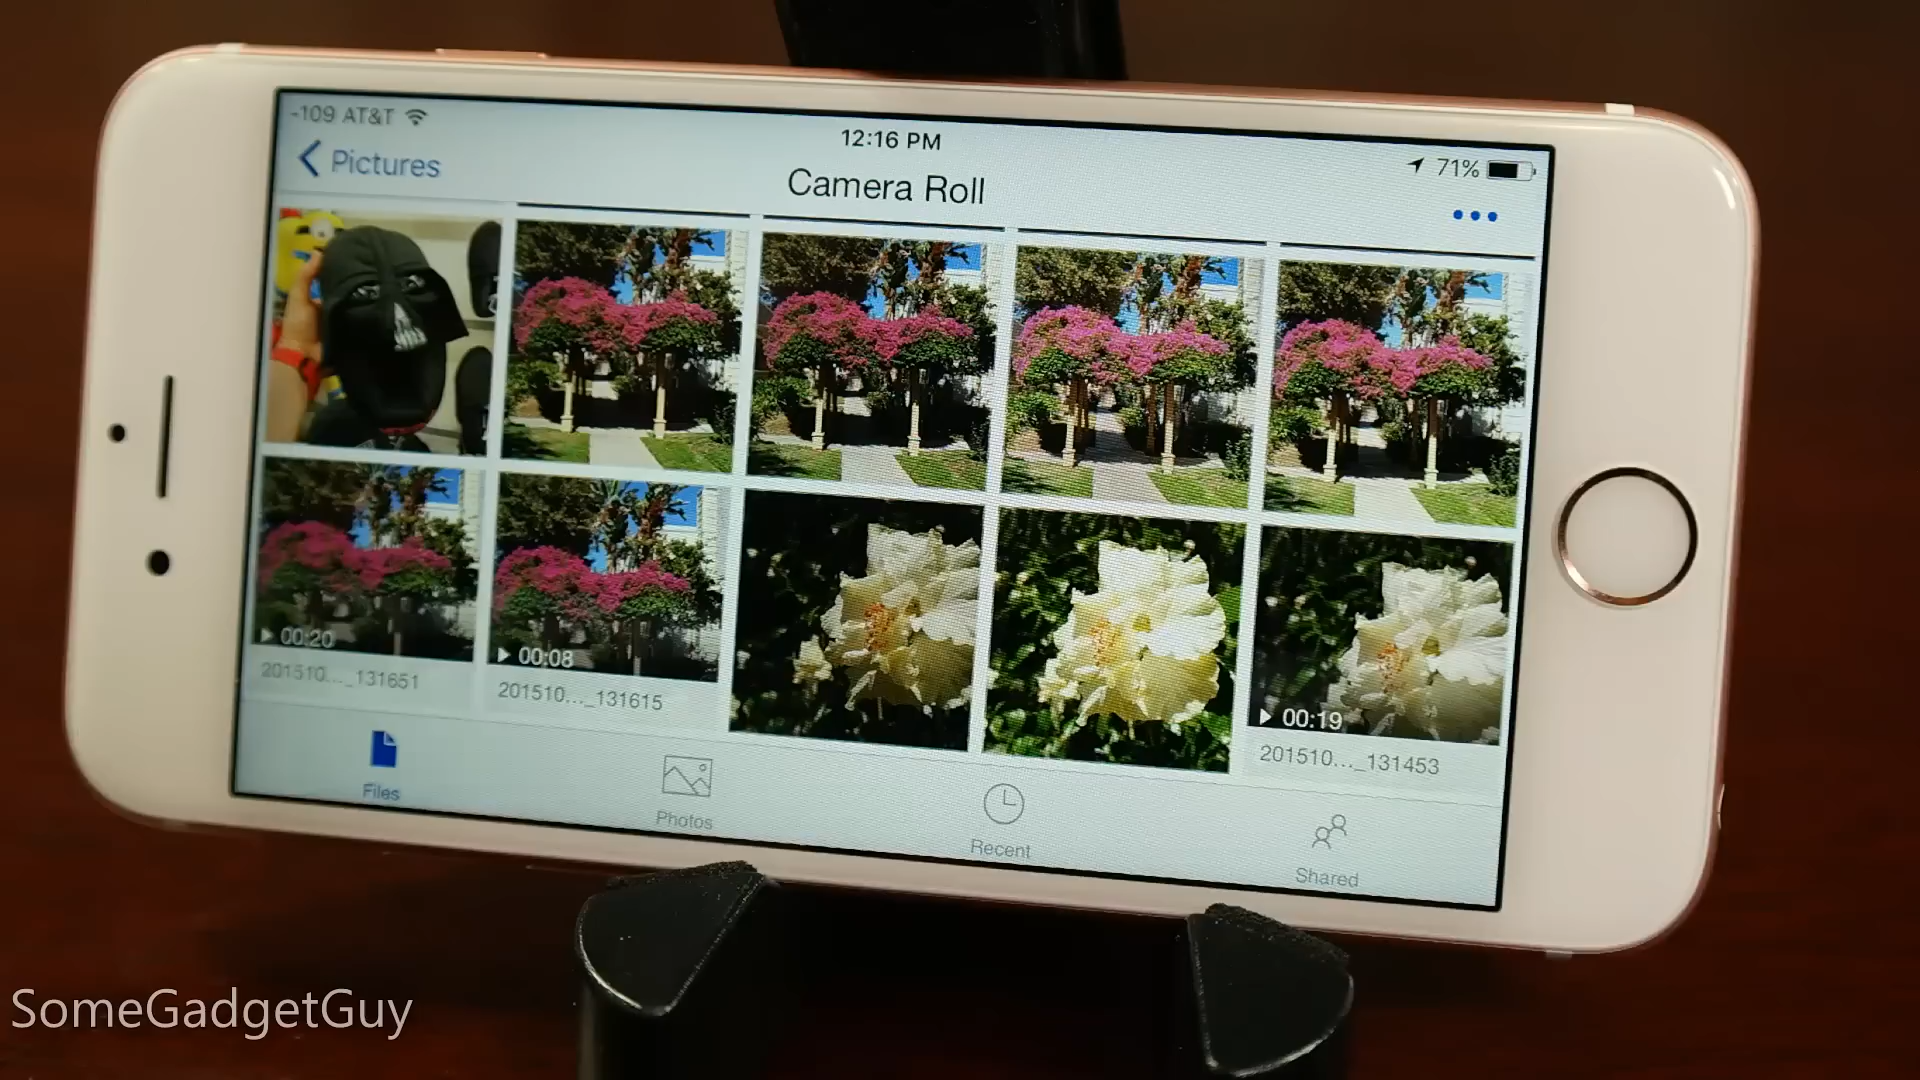 -109 AT&T
12:16 PM
71%
Pictures
Camera Roll
00:20
00:08
00:19
201510..._131651
201510..._131615
201510..._131453
Files
Photos
Recent
Shared
SomeGadgetGuy